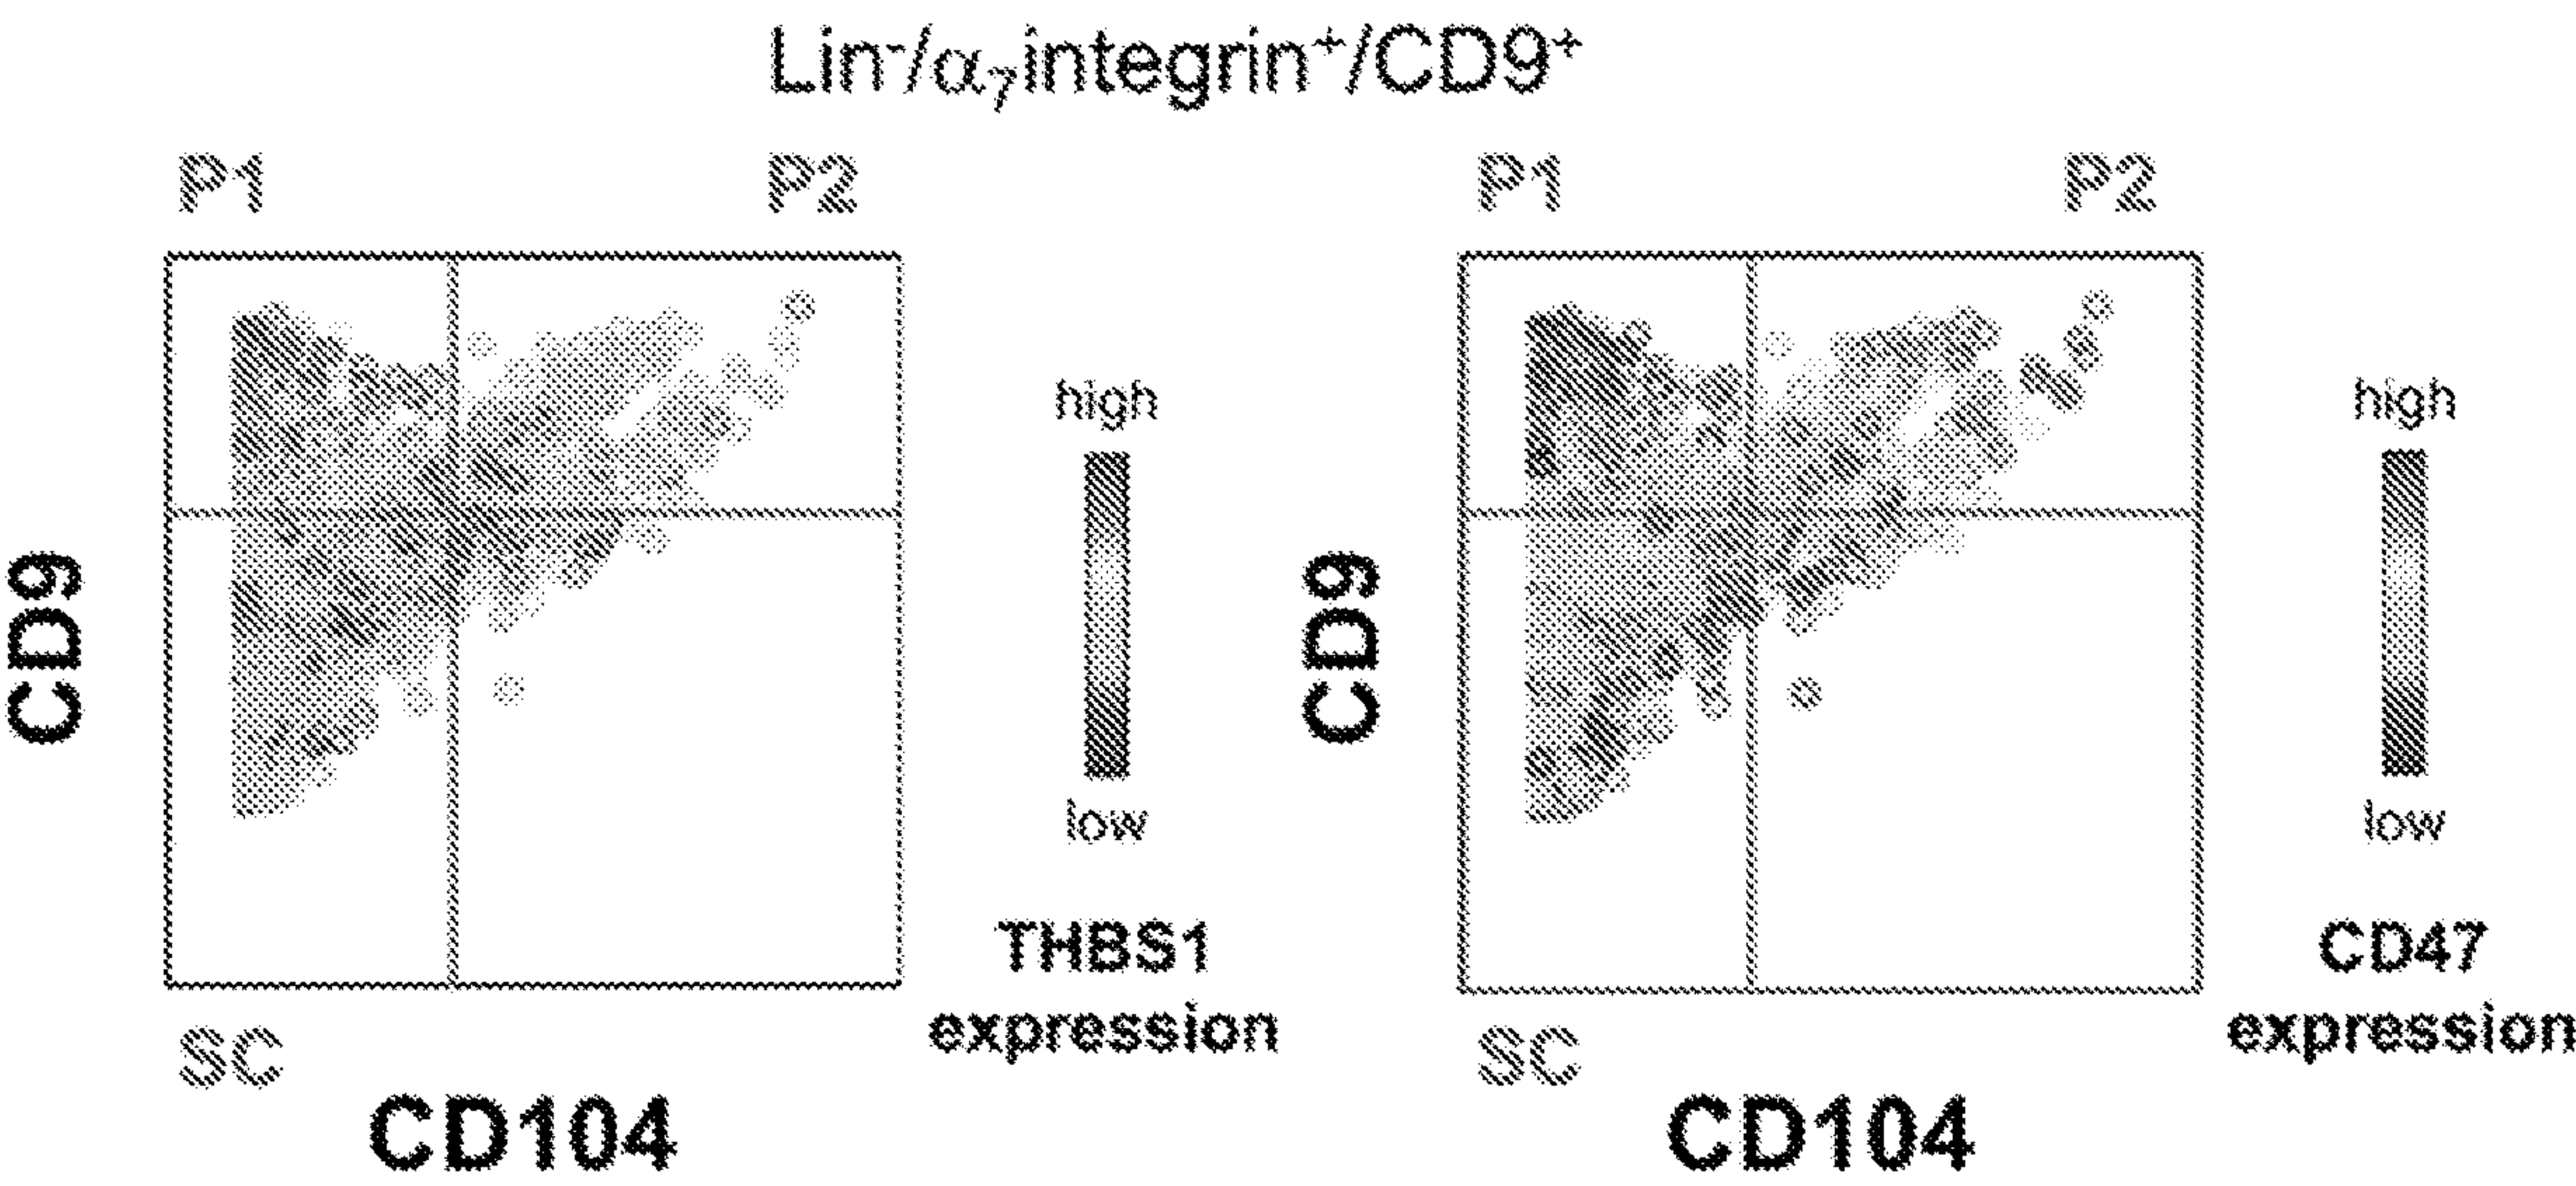 Lin⁻/α₇integrin⁺/CD9⁺
P1 P2 P1 P2
high high
CD9 CD9
low low
THBS1 CD47
expression expression
SC SC
CD104 CD104